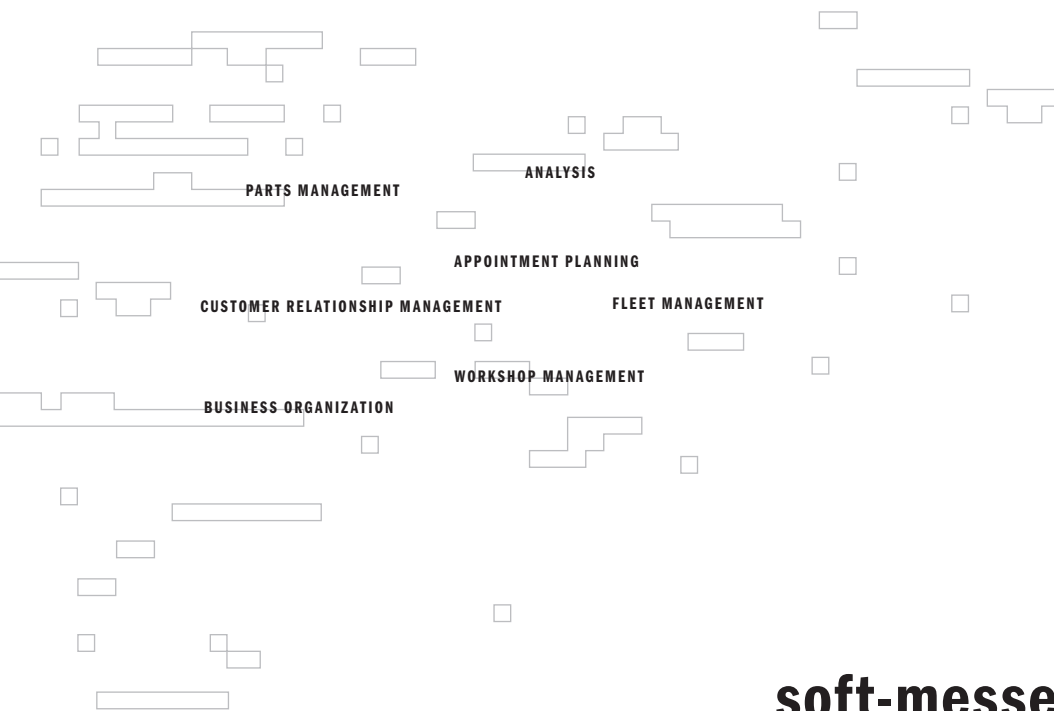 ANALYSIS
PARTS MANAGEMENT
APPOINTMENT PLANNING
FLEET MANAGEMENT
CUSTOMER RELATIONSHIP MANAGEMENT
WORKSHOP MANAGEMENT
BUSINESS ORGANIZATION
soft-messe